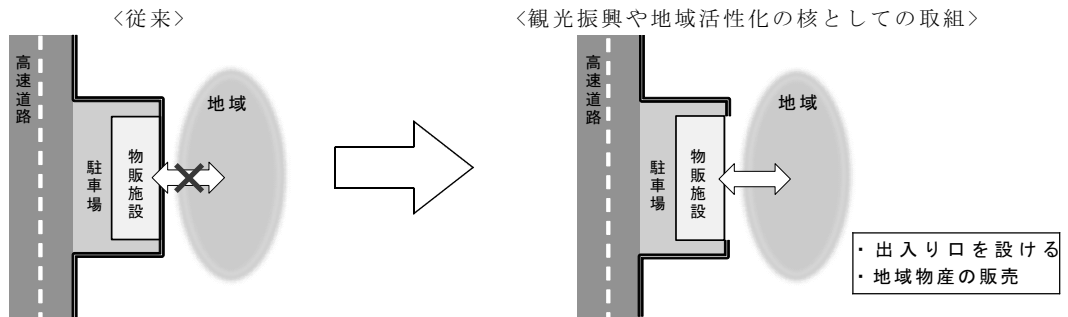 <従来>
高速道路
駐車場
物販施設
地域
<観光振興や地域活性化の核としての取組>
高速道路
駐車場
物販施設
地域
・出入り口を設ける
・地域物産の販売